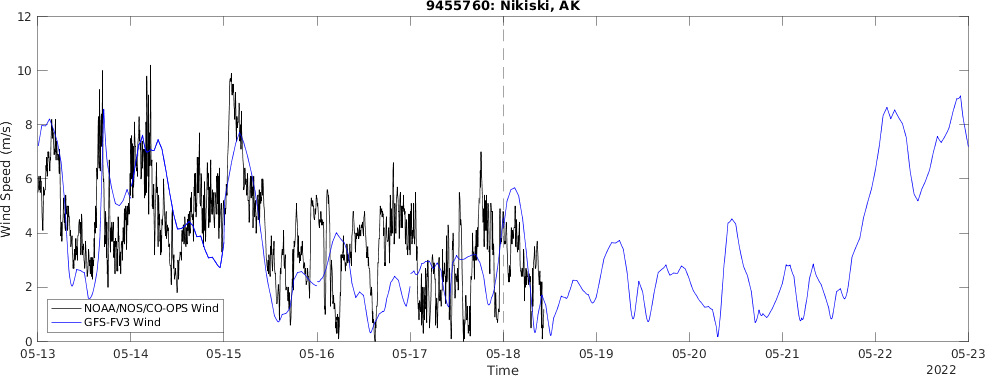 9455760: Nikiski, AK
Wind Speed (m/s)
12
10
8
6
4
2
0
NOAA/NOS/CO-OPS Wind
GFS-FV3 Wind
05-13 05-14 05-15 05-16 05-17 05-18 05-19 05-20 05-21 05-22 05-23
Time
2022